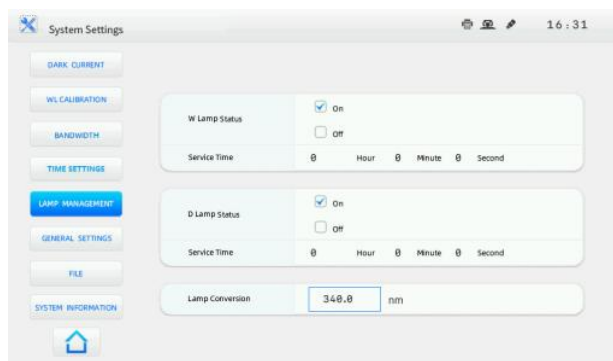 System Settings
16:31
DARK CURRENT
WL CALIBRATION
BANDWIDTH
TIME SETTINGS
LAMP MANAGEMENT
GENERAL SETTINGS
FILE
SYSTEM INFORMATION
W Lamp Status
On
Off
Service Time
0 Hour 0 Minute 0 Second
D Lamp Status
On
Off
Service Time
0 Hour 0 Minute 0 Second
Lamp Conversion
340.0 nm